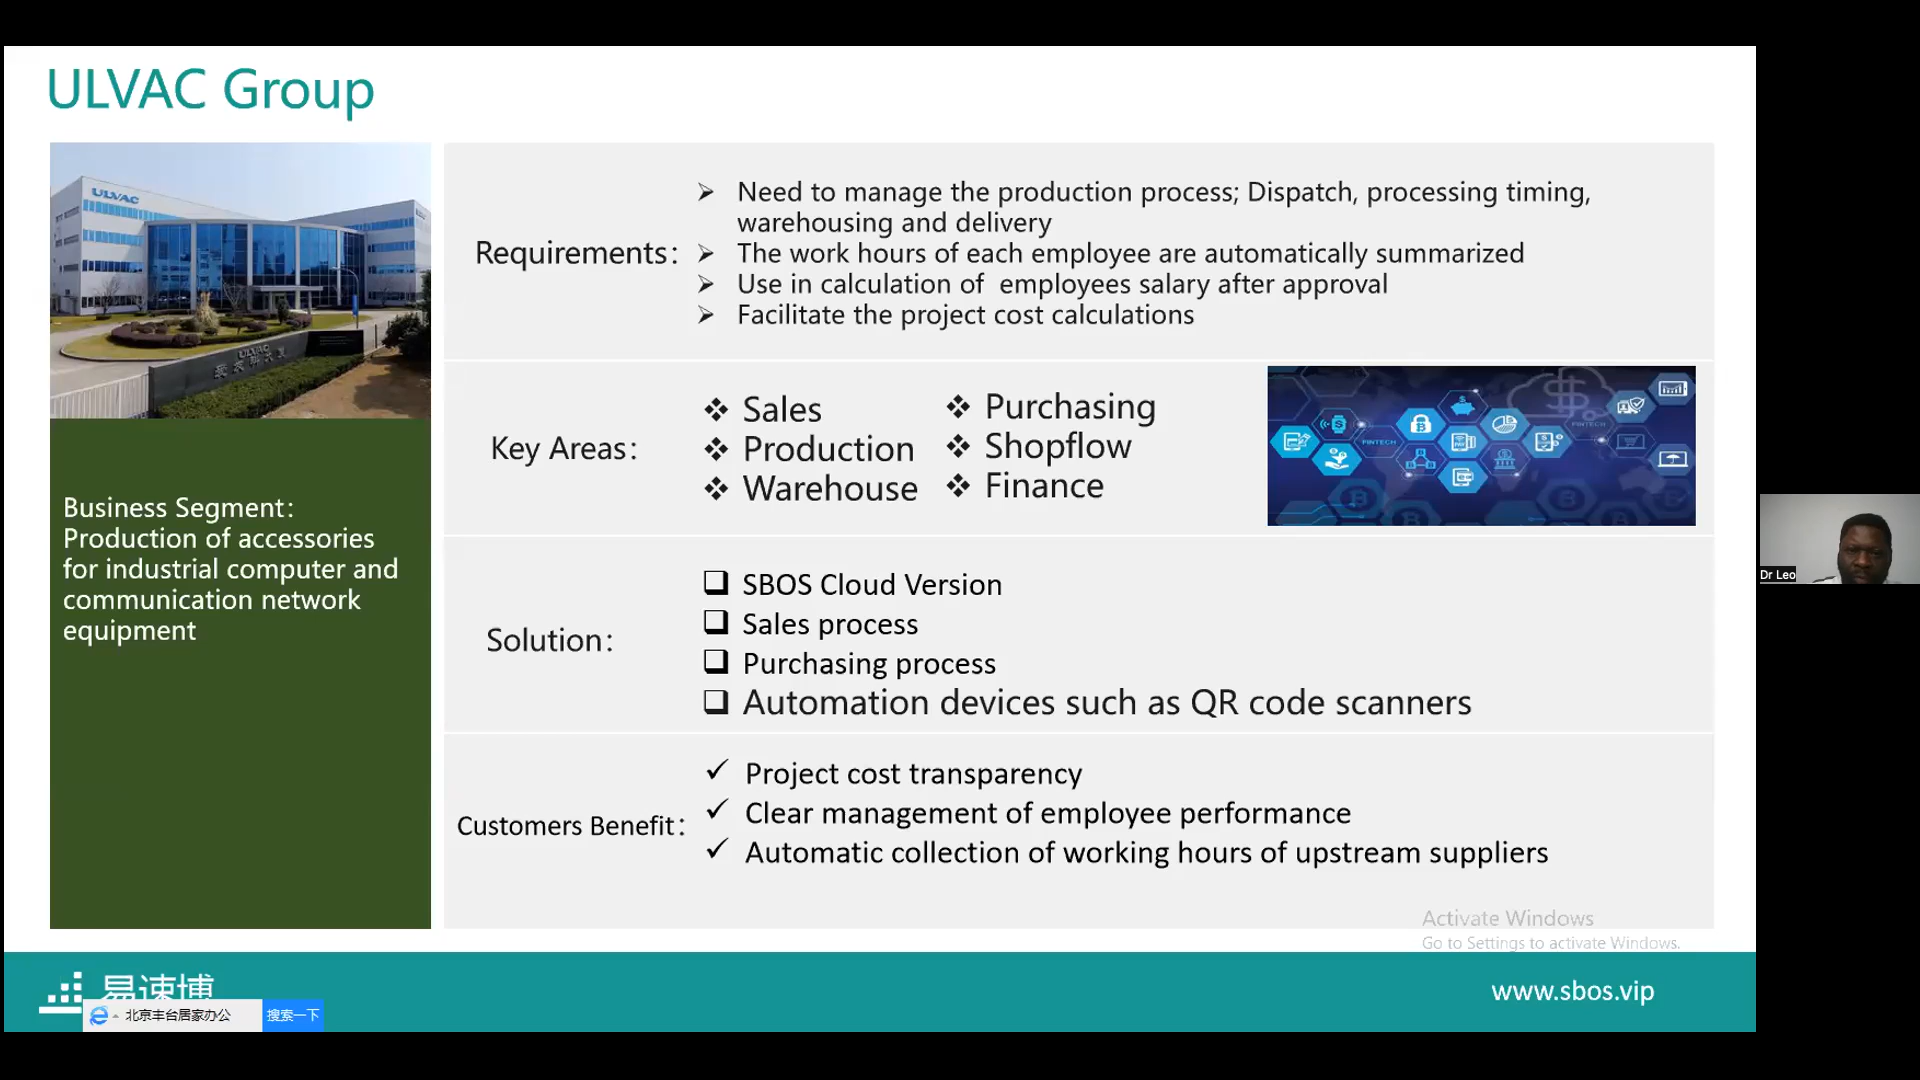 ULVAC Group
ULVAC
ULVAC
Business Segment:
Production of accessories
for industrial computer and
communication network
equipment
Requirements:
Need to manage the production process; Dispatch, processing timing,
warehousing and delivery
The work hours of each employee are automatically summarized
Use in calculation of  employees salary after approval
Facilitate the project cost calculations
Key Areas:
Sales
Production
Warehouse
Purchasing
Shopflow
Finance
FINTECH
FINTECH
PAY
Solution:
SBOS Cloud Version
Sales process
Purchasing process
Automation devices such as QR code scanners
Customers Benefit:
Project cost transparency
Clear management of employee performance
Automatic collection of working hours of upstream suppliers
Activate Windows
Go to Settings to activate Windows.
易速博
www.sbos.vip
北京丰台居家办公
搜索一下
Dr Leo